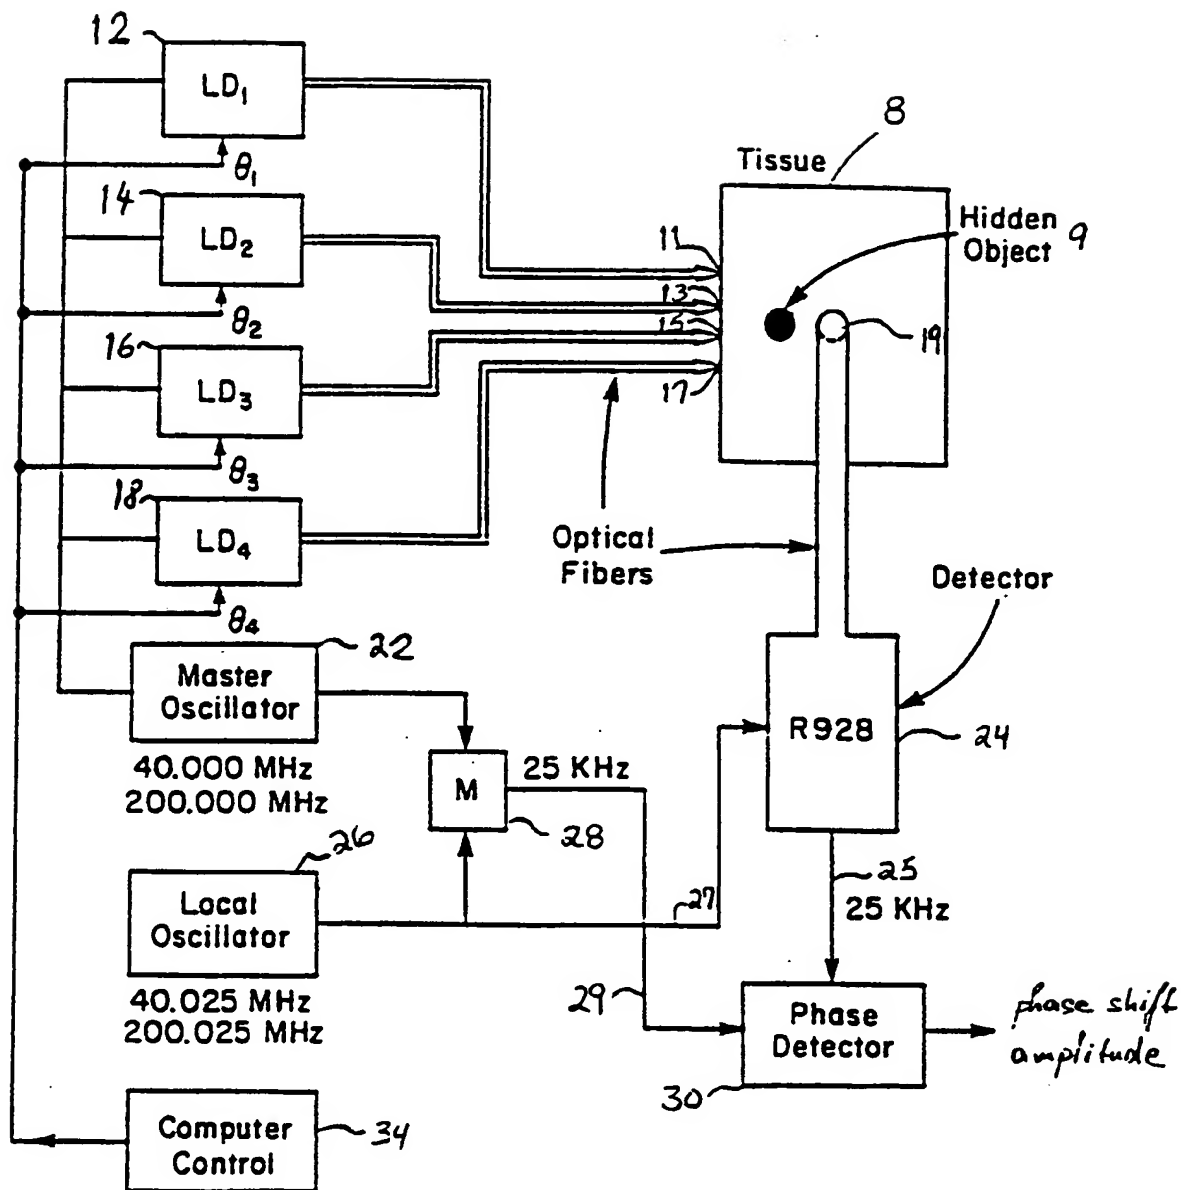 12
LD1
θ1
8
Tissue
14
LD2
θ2
11
13
15
17
Hidden
Object 9
19
16
LD3
θ3
18
LD4
θ4
Optical
Fibers
Detector
22
Master
Oscillator
40.000 MHz
200.000 MHz
M
25 KHz
28
R928
24
26
Local
Oscillator
40.025 MHz
200.025 MHz
27
25
25 KHz
29
Phase
Detector
30
phase shift
amplitude
Computer
Control
34